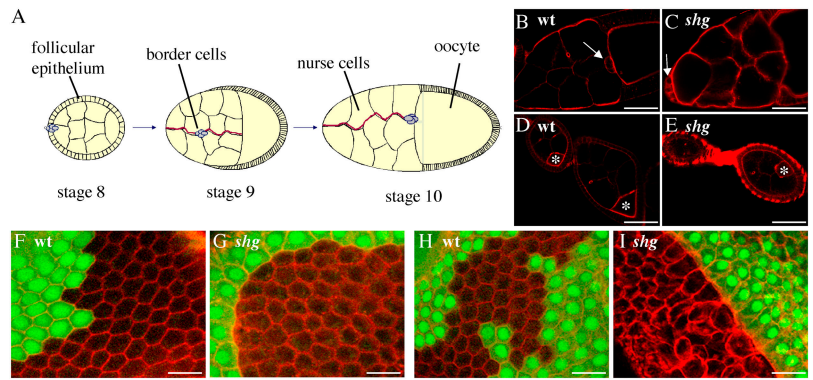 A
follicular
epithelium
border cells
nurse cells
oocyte
stage 8
stage 9
stage 10
B wt
C shg
D wt
*
*
E shg
*
F wt
G shg
H wt
I shg